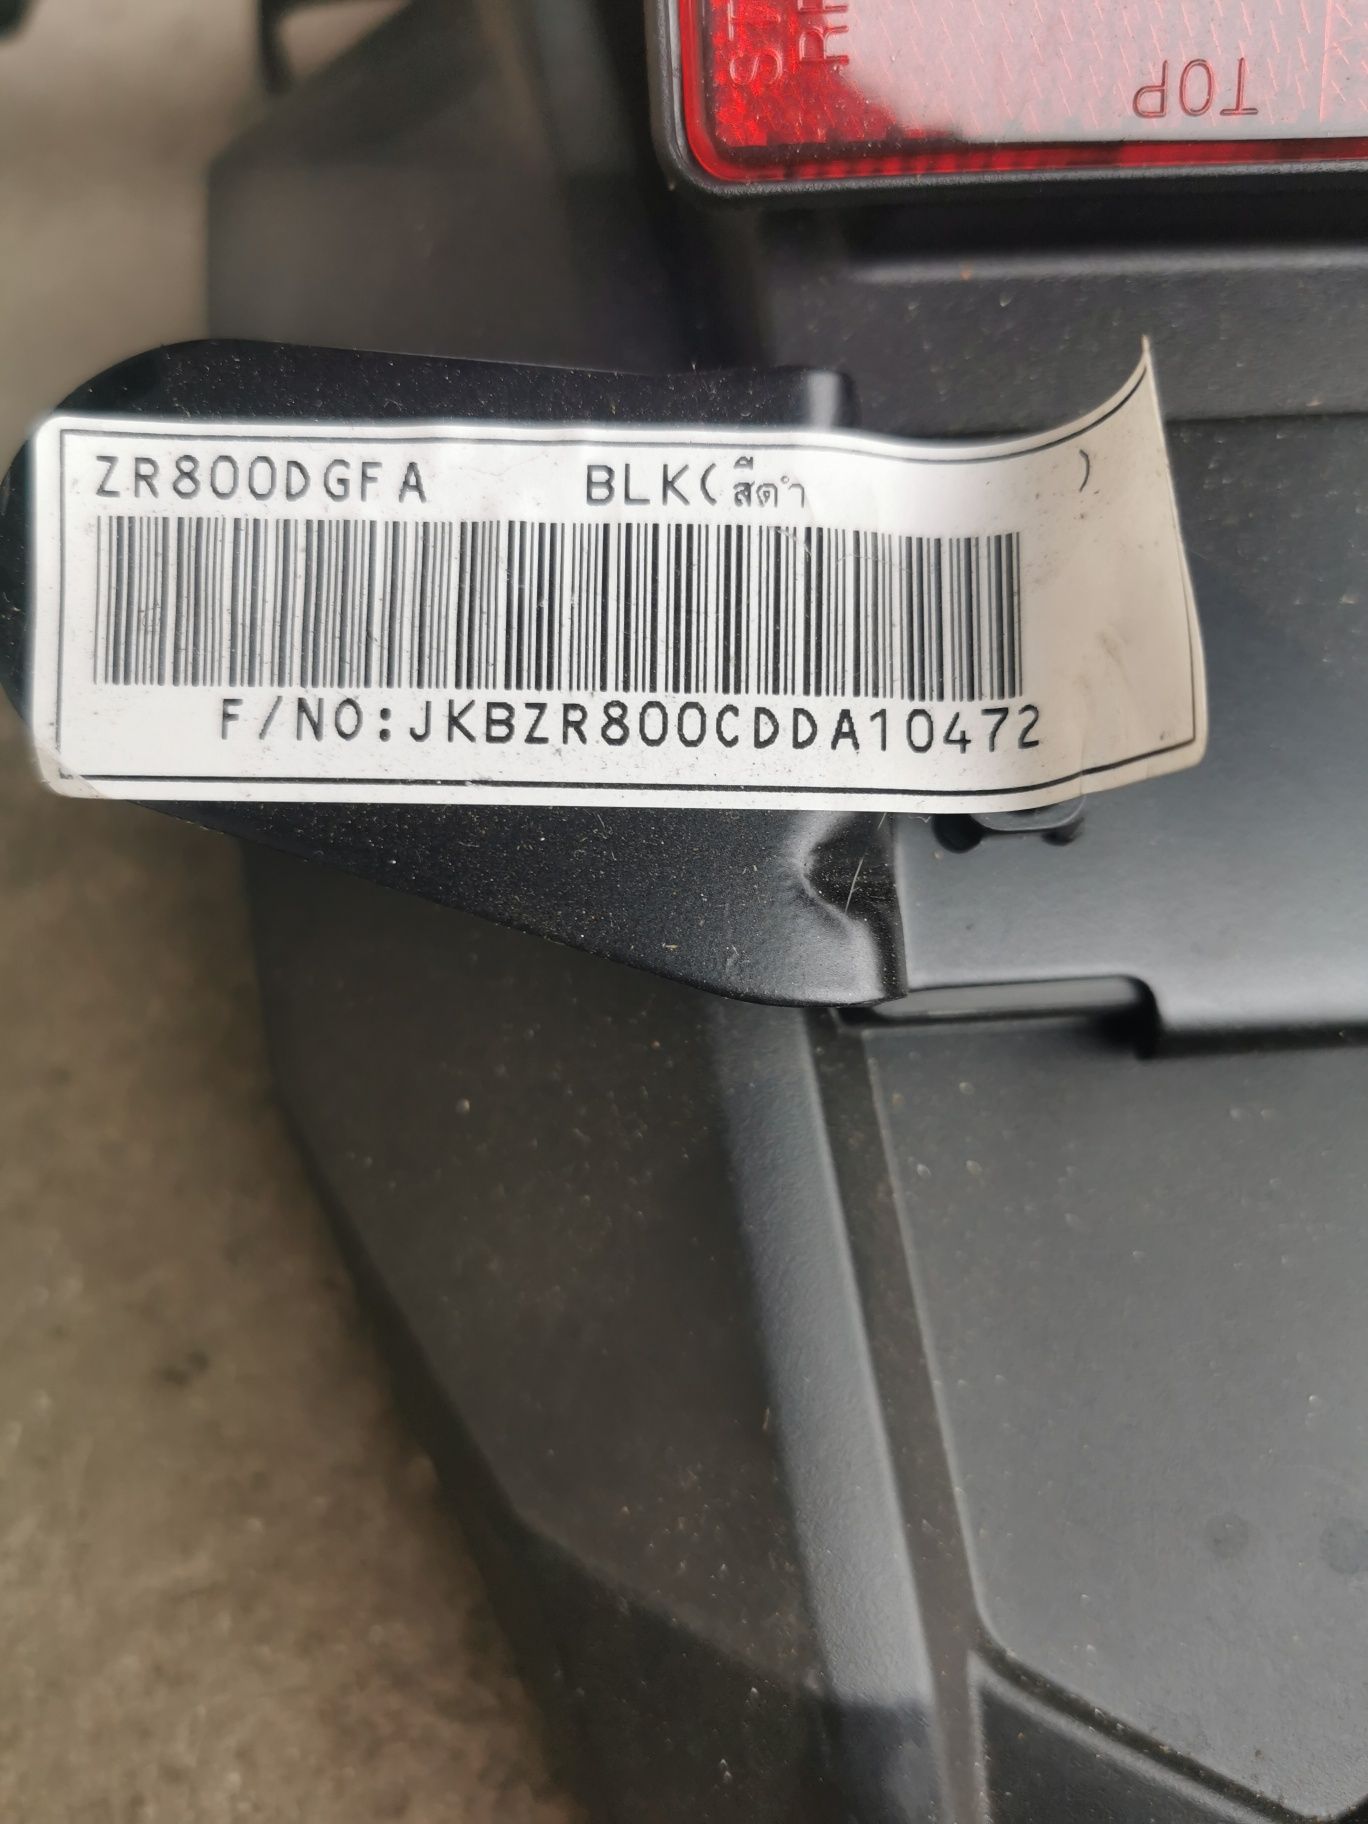 TOP
ZR800DGFA BLK(สีดำ )
F/NO:JKBZR800CDDA10472